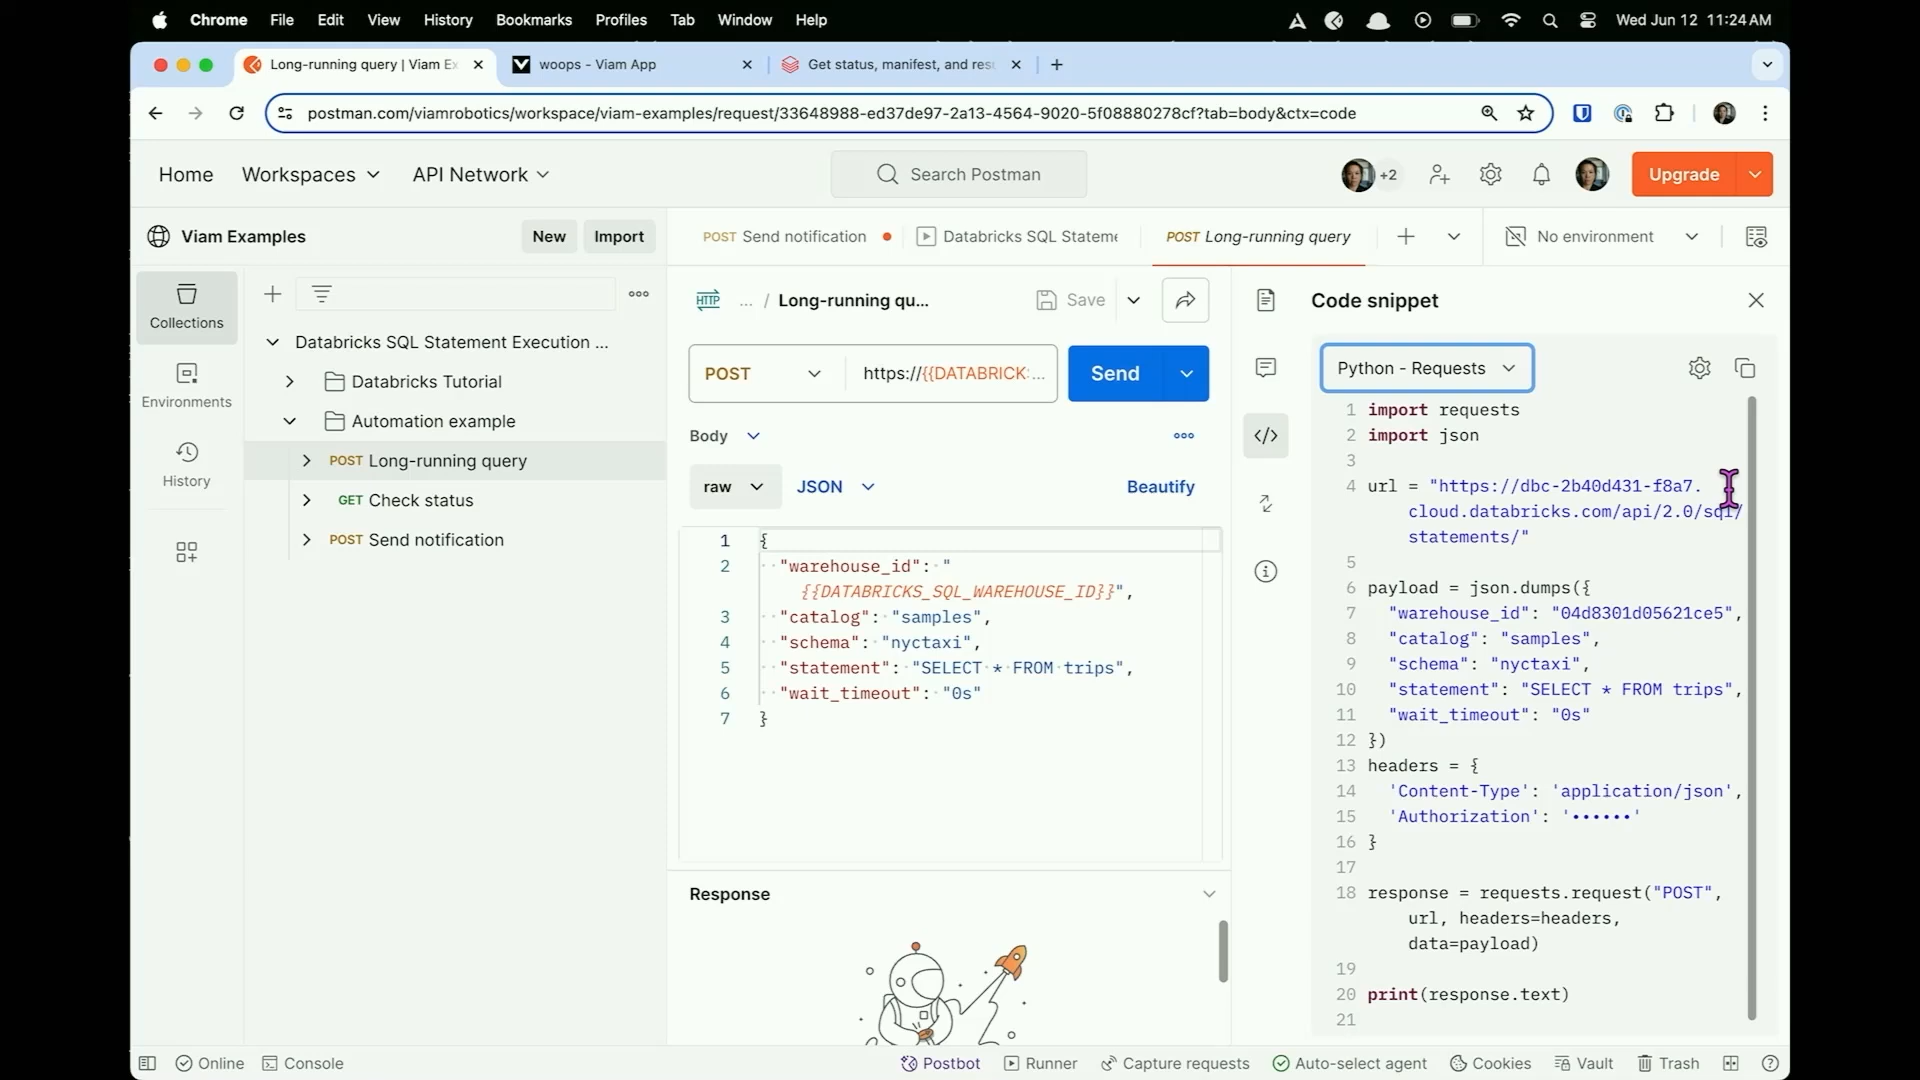 Chrome File Edit View History Bookmarks Profiles Tab Window Help Wed Jun 12 11:24 AM
Long-running query | Viam Ex woops - Viam App Get status, manifest, and res
postman.com/viamrobotics/workspace/viam-examples/request/33648988-ed37de97-2a13-4564-9020-5f08880278cf?tab=body&ctx=code
Home Workspaces API Network Search Postman +2 Upgrade
Viam Examples New Import
POST Send notification Databricks SQL Stateme POST Long-running query No environment
Collections
Environments
History
Databricks SQL Statement Execution ...
Databricks Tutorial
Automation example
POST Long-running query
GET Check status
POST Send notification
HTTP ... / Long-running qu... Save
POST https://{{DATABRICK: ... Send
Body
raw JSON Beautify
1 {
2 "warehouse_id": "
{{DATABRICKS_SQL_WAREHOUSE_ID}}",
3 "catalog": "samples",
4 "schema": "nyctaxi",
5 "statement": "SELECT * FROM trips",
6 "wait_timeout": "0s"
7 }
Response
Code snippet
Python - Requests
1 import requests
2 import json
3
4 url = "https://dbc-2b40d431-f8a7.
cloud.databricks.com/api/2.0/sql/
statements/"
5
6 payload = json.dumps({
7 "warehouse_id": "04d8301d05621ce5",
8 "catalog": "samples",
9 "schema": "nyctaxi",
10 "statement": "SELECT * FROM trips",
11 "wait_timeout": "0s"
12 })
13 headers = {
14 'Content-Type': 'application/json',
15 'Authorization': '••••••'
16 }
17
18 response = requests.request("POST",
url, headers=headers,
data=payload)
19
20 print(response.text)
21
Online Console Postbot Runner Capture requests Auto-select agent Cookies Vault Trash